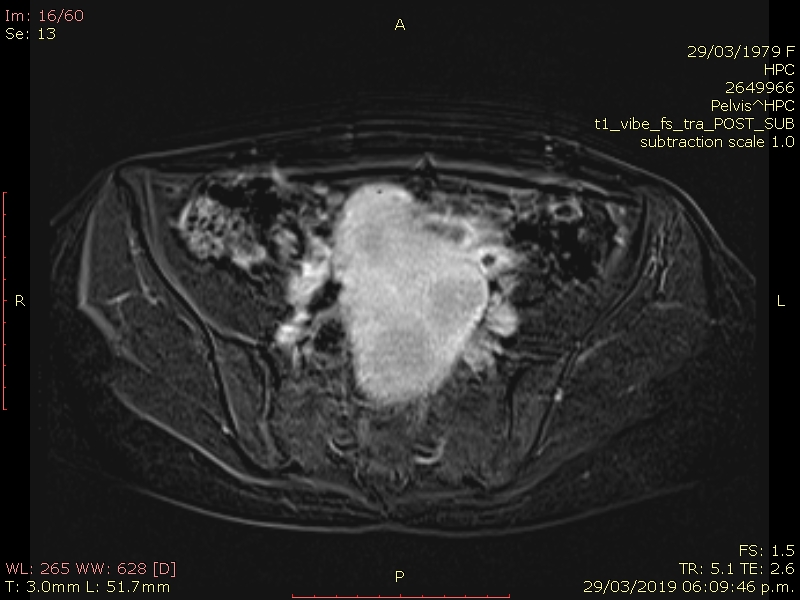 Im: 16/60
Se: 13
A
29/03/1979 F
HPC
2649966
Pelvis^HPC
t1_vibe_fs_tra_POST_SUB
subtraction scale 1.0
R
L
WL: 265 WW: 628 [D]
T: 3.0mm L: 51.7mm
P
FS: 1.5
TR: 5.1 TE: 2.6
29/03/2019 06:09:46 p.m.